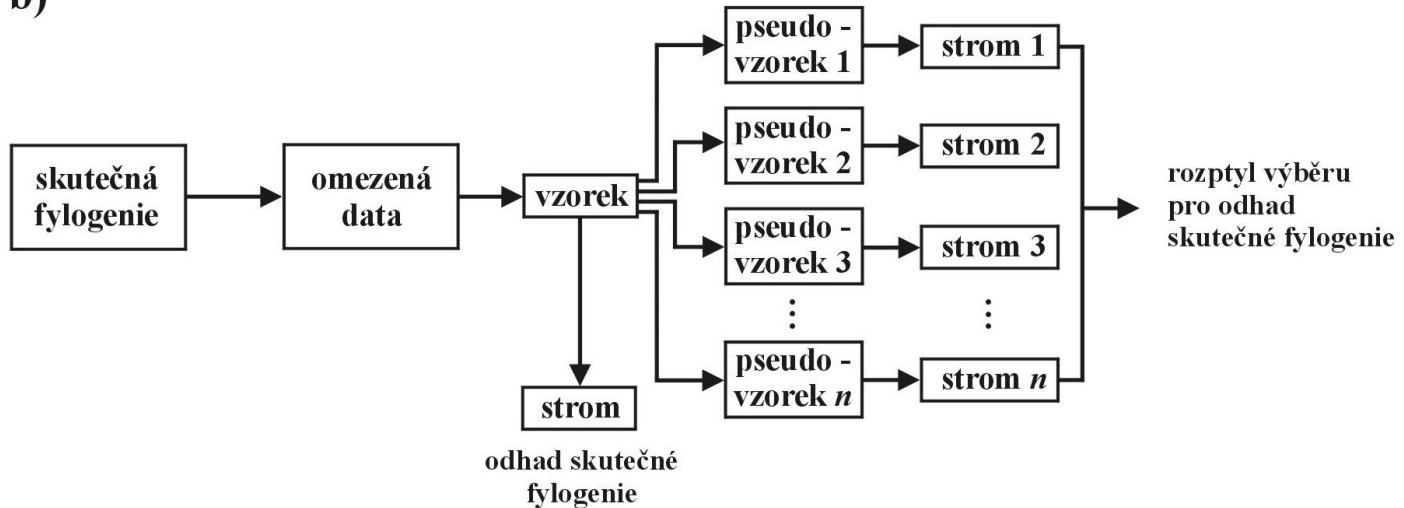 b)
skutečná
fylogenie
omezená
data
vzorek
strom
odhad skutečné
fylogenie
pseudo -
vzorek 1
strom 1
pseudo -
vzorek 2
strom 2
pseudo -
vzorek 3
strom 3
pseudo -
vzorek n
strom n
rozptyl výběru
pro odhad
skutečné fylogenie